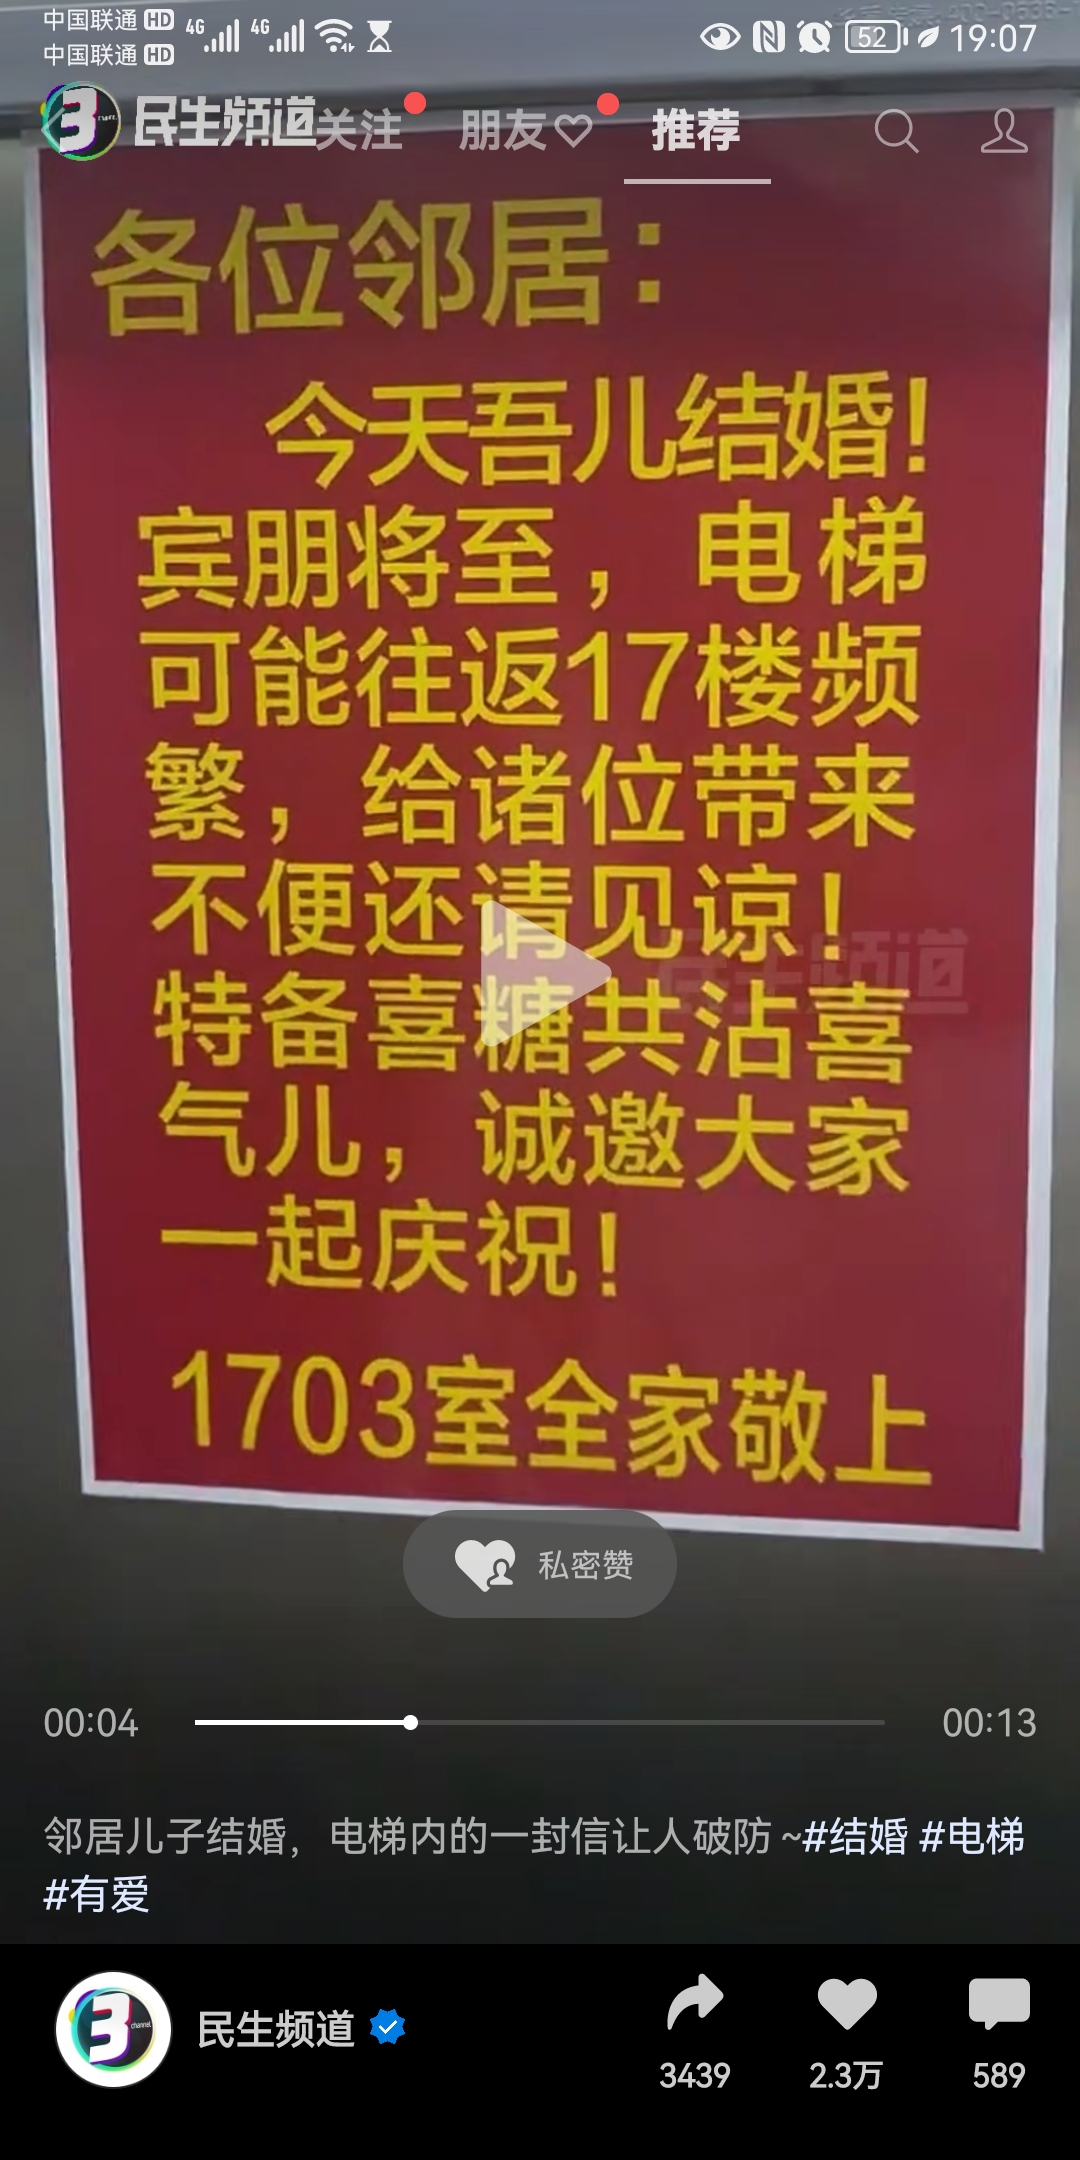 中国联通 HD 4G 4G 52 19:07
中国联通 HD
民生频道 关注 朋友 推荐
各位邻居：
今天吾儿结婚!
宾朋将至，电梯
可能往返17楼频
繁，给诸位带来
不便还请见谅!
民生频道
特备喜糖共沾喜
气儿，诚邀大家
一起庆祝!
1703室全家敬上
私密赞
00:04 00:13
邻居儿子结婚，电梯内的一封信让人破防~#结婚 #电梯
#有爱
民生频道
3439 2.3万 589